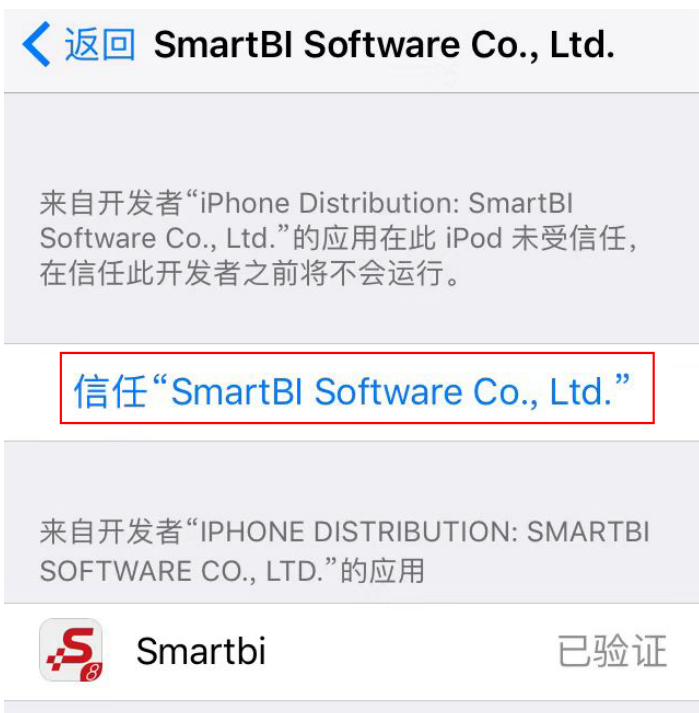 返回 SmartBI Software Co., Ltd.
来自开发者“iPhone Distribution: SmartBI
Software Co., Ltd.”的应用在此 iPod 未受信任，
在信任此开发者之前将不会运行。
信任“SmartBI Software Co., Ltd.”
来自开发者“IPHONE DISTRIBUTION: SMARTBI
SOFTWARE CO., LTD.”的应用
S 8 Smartbi 已验证